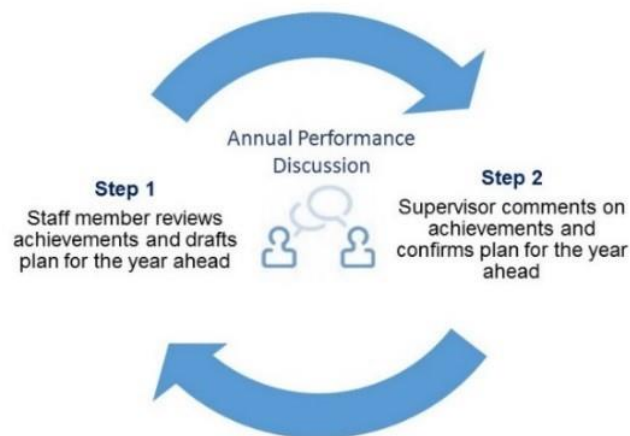 Annual Performance
Discussion
Step 1
Staff member reviews
achievements and drafts
plan for the year ahead
Step 2
Supervisor comments on
achievements and
confirms plan for the year
ahead